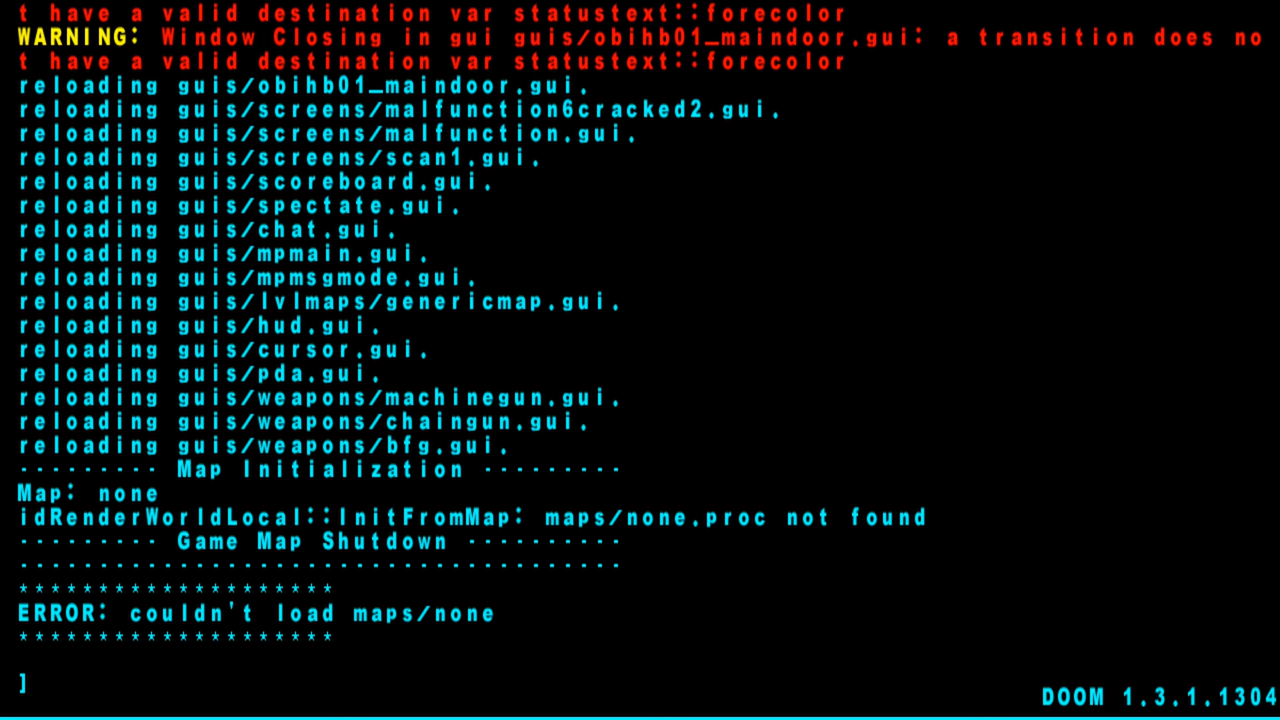 t have a valid destination var statustext::forecolor
WARNING: Window Closing in gui guis/obihb01_maindoor.gui: a transition does no
t have a valid destination var statustext::forecolor
reloading guis/obihb01_maindoor.gui.
reloading guis/screens/malfunction6cracked2.gui.
reloading guis/screens/malfunction.gui.
reloading guis/screens/scan1.gui.
reloading guis/scoreboard.gui.
reloading guis/spectate.gui.
reloading guis/chat.gui.
reloading guis/mpmain.gui.
reloading guis/mpmsgmode.gui.
reloading guis/lvlmaps/genericmap.gui.
reloading guis/hud.gui.
reloading guis/cursor.gui.
reloading guis/pda.gui.
reloading guis/weapons/machinegun.gui.
reloading guis/weapons/chaingun.gui.
reloading guis/weapons/bfg.gui.
--------- Map Initialization ---------
Map: none
idRenderWorldLocal::InitFromMap: maps/none.proc not found
--------- Game Map Shutdown ----------
--------------------------------------
********************
ERROR: couldn't load maps/none
********************
]
DOOM 1.3.1.1304